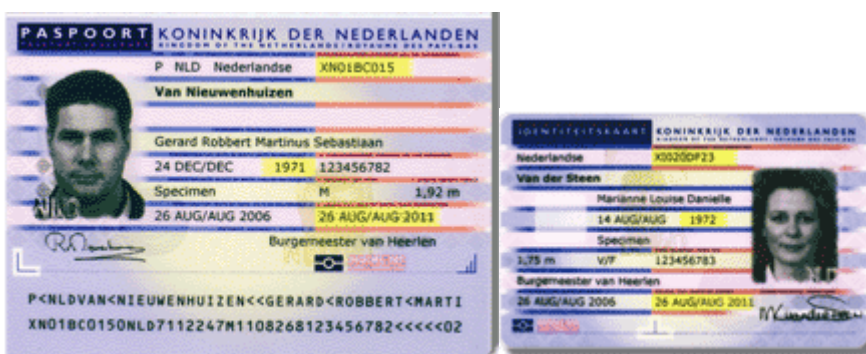 PASPOORT KONINKRIJK DER NEDERLANDEN
KINGDOM OF THE NETHERLANDS / ROYAUME DES PAYS-BAS
P NLD Nederlandse XN01BC015
Van Nieuwenhuizen
Gerard Robbert Martinus Sebastiaan
24 DEC/DEC 1971 123456782
Specimen M 1,92 m
26 AUG/AUG 2006 26 AUG/AUG 2011
Burgemeester van Heerlen
P<NLDVAN<NIEUWENHUIZEN<<GERARD<ROBBERT<MARTI
XN01BC0150NLD7112247M1108268123456782<<<<<02
IDENTITEITSKAART KONINKRIJK DER NEDERLANDEN
Nederlandse XI020DF23
Van der Steen
Marianne Louise Danielle
14 AUG/AUG 1972
Specimen
1,75 m V/F 123456783
Burgemeester van Heerlen
26 AUG/AUG 2006 26 AUG/AUG 2011